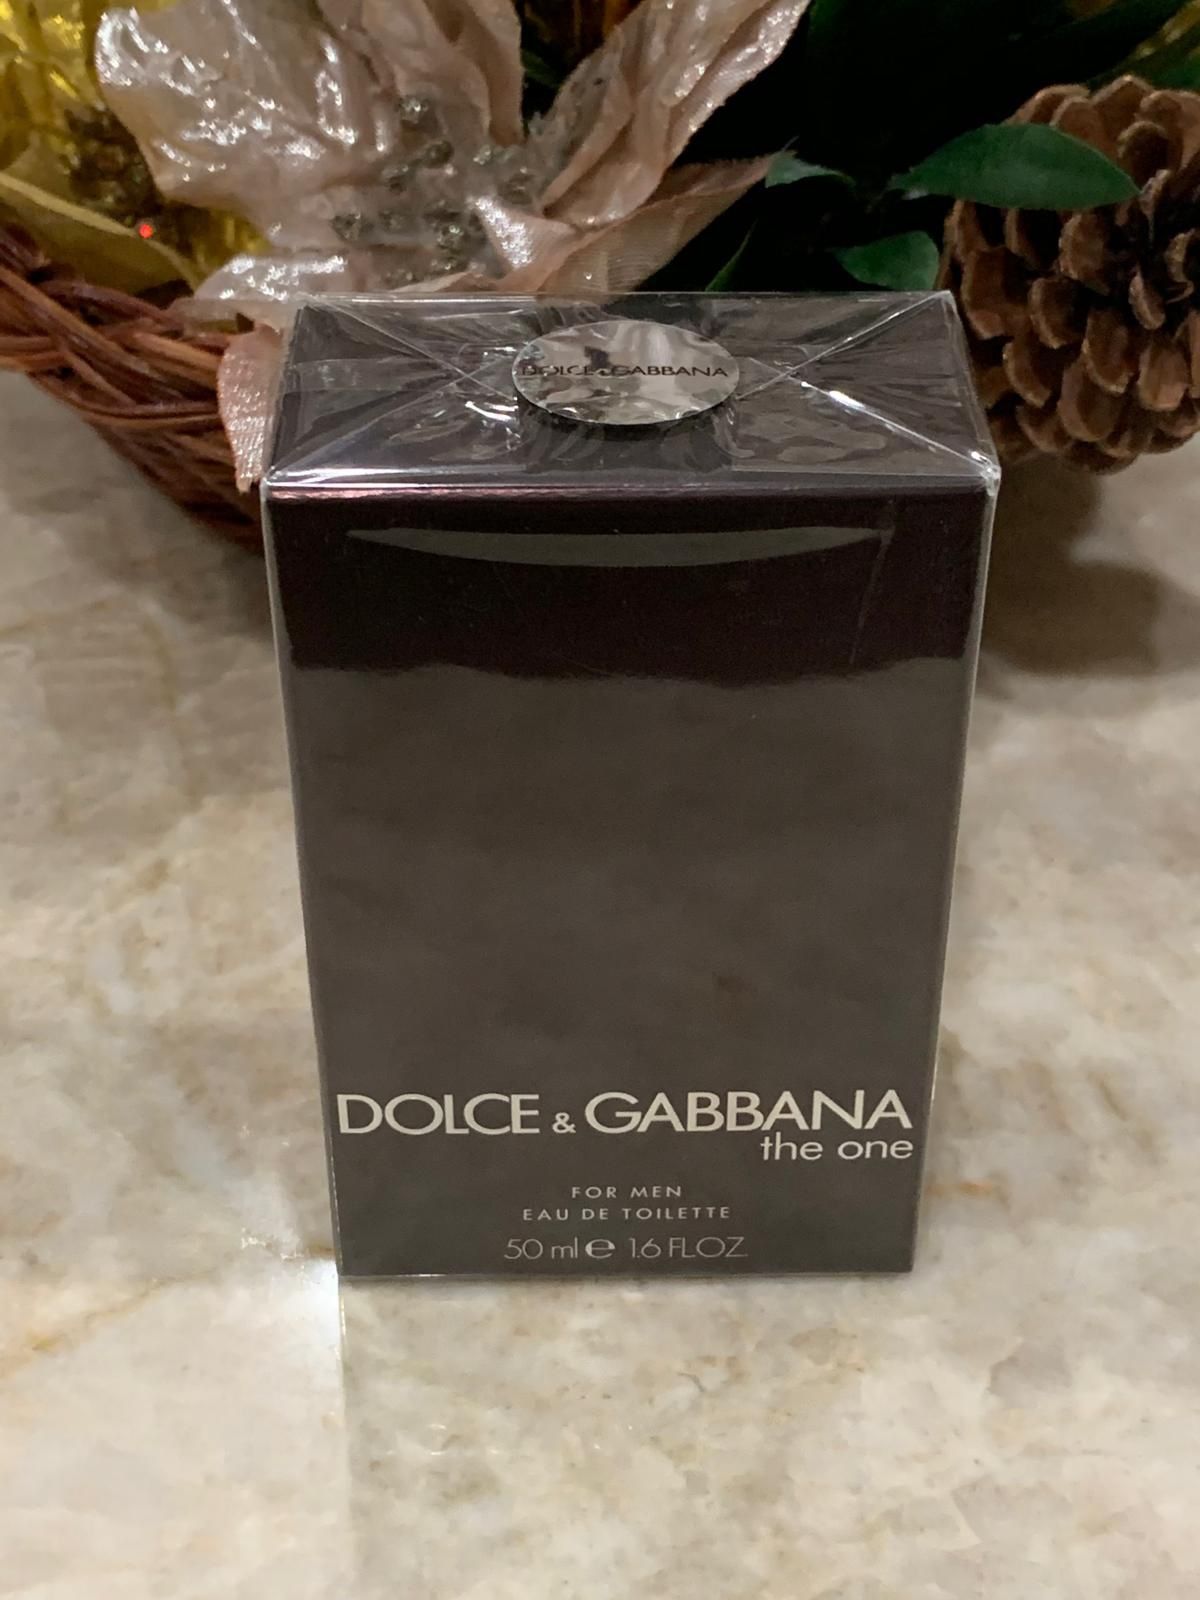 DOLCE & GABBANA
DOLCE & GABBANA
the one
FOR MEN
EAU DE TOILETTE
50 ml ℮ 1.6 FL.OZ.